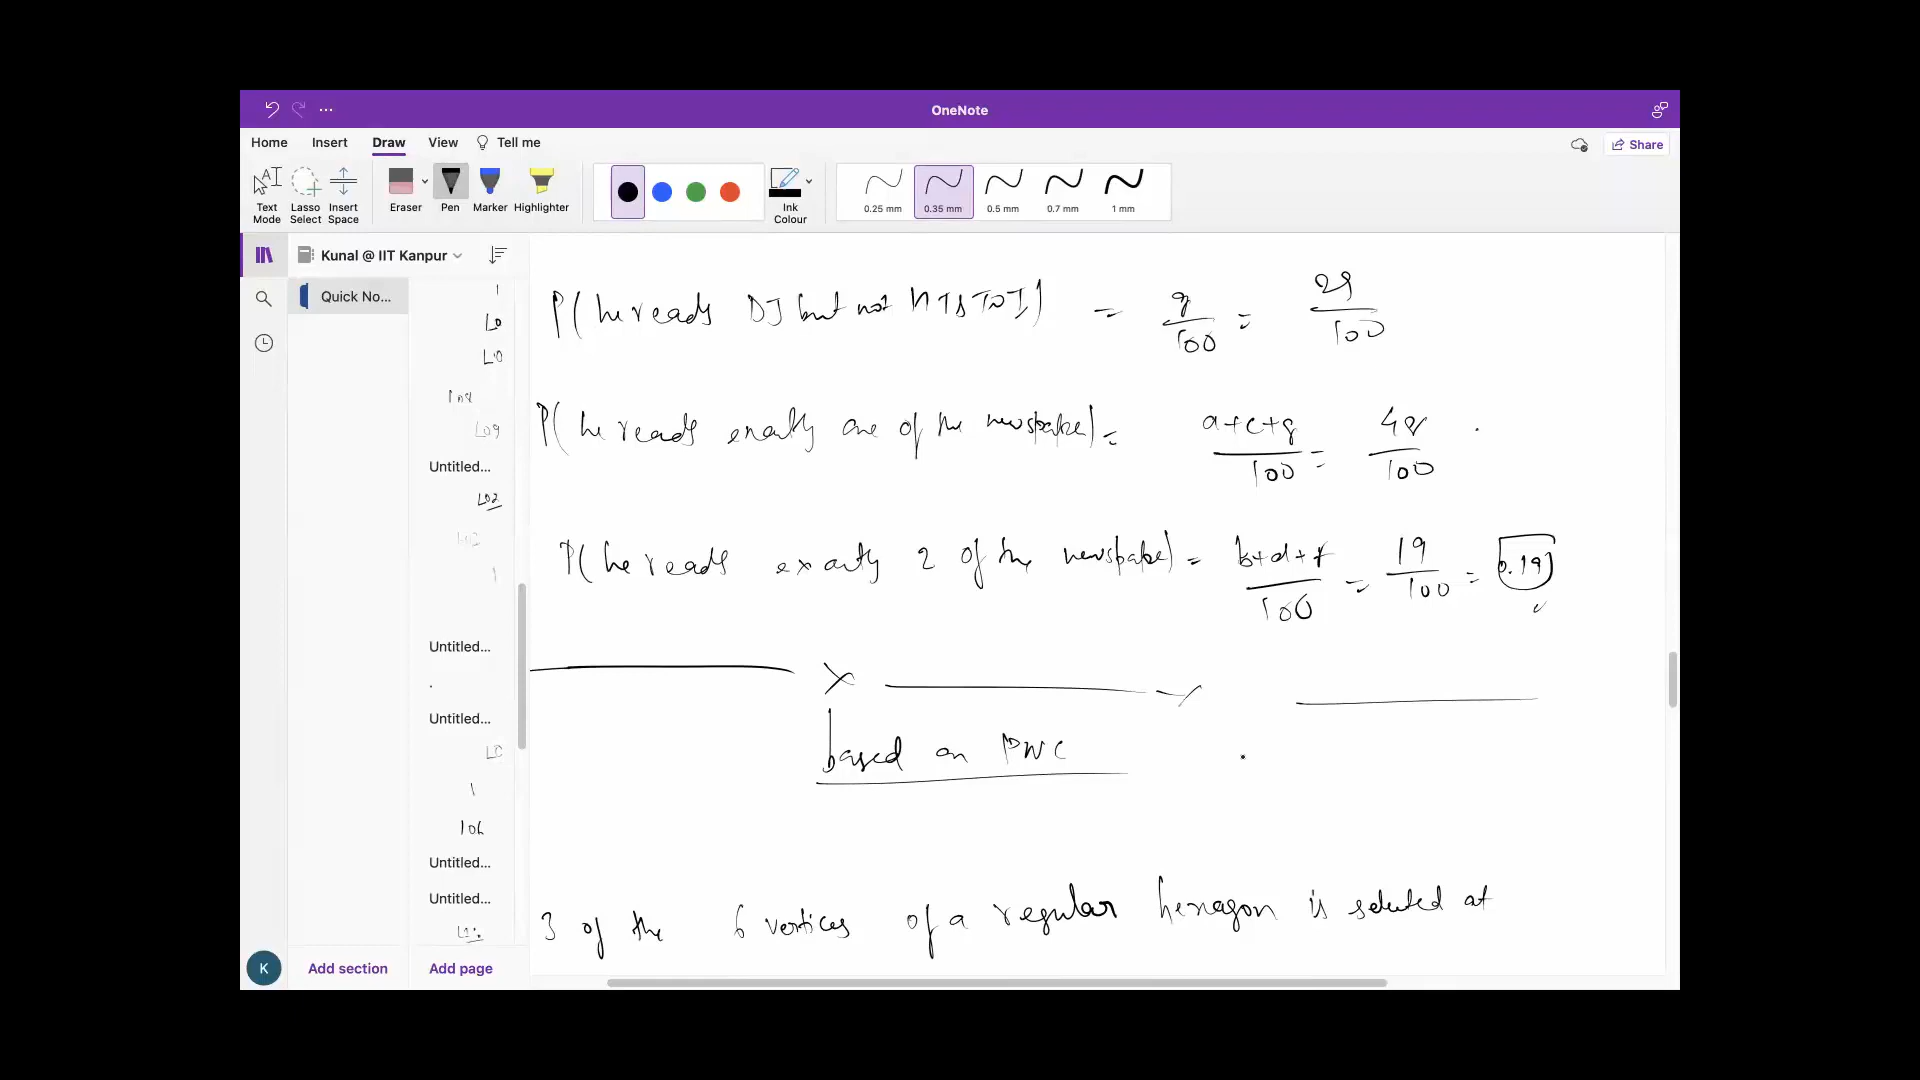 OneNote
Home Insert Draw View Tell me
Share
Text Mode
Lasso Select
Insert Space
Eraser
Pen
Marker
Highlighter
Ink Colour
0.25 mm
0.35 mm
0.5 mm
0.7 mm
1 mm
Kunal @ IIT Kanpur
Quick No...
Untitled...
L02
Untitled...
Untitled...
Untitled...
Untitled...
K
Add section
Add page
P(he reads DJ but not HT & ToI) = g/100 = 29/100
P(he reads exactly one of the newspaper) = a+c+g/100 = 48/100
P(he reads exactly 2 of the newspaper) = b+d+f/100 = 19/100 = 0.19
based on PNC
3 of the 6 vertices of a regular hexagon is selected at